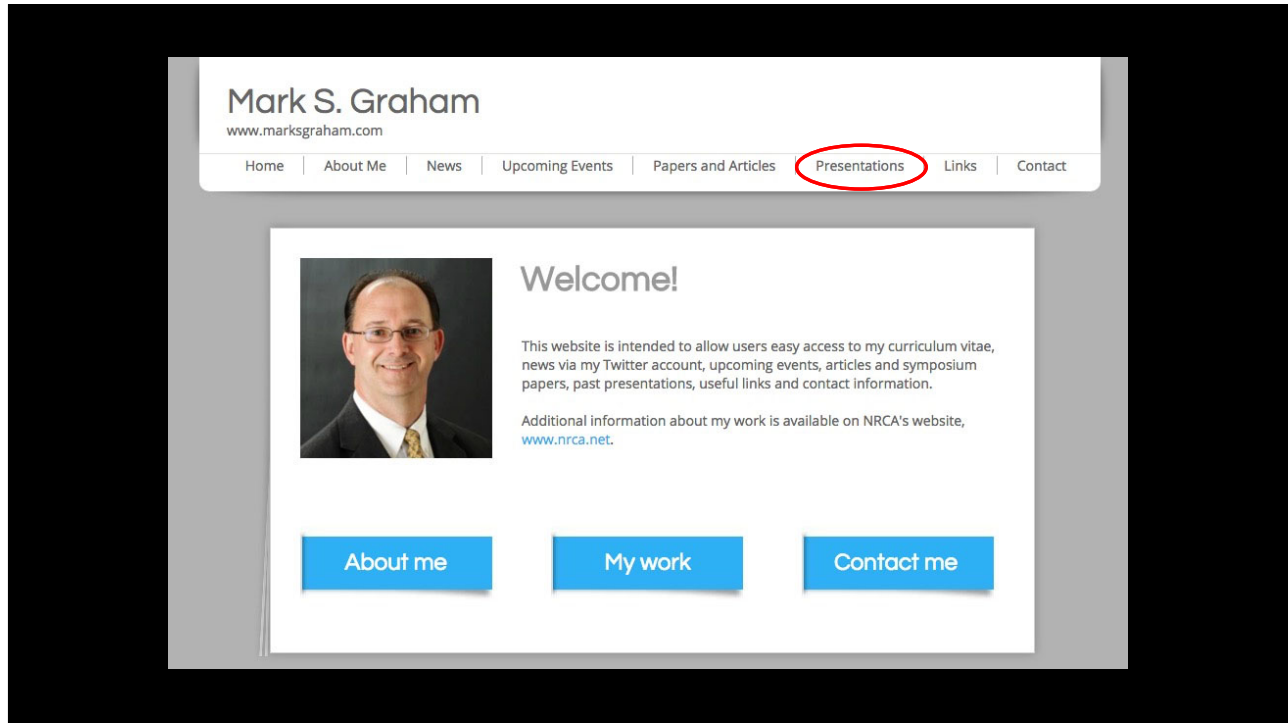 Mark S. Graham
www.marksgraham.com
Home About Me News Upcoming Events Papers and Articles Presentations Links Contact
Welcome!
This website is intended to allow users easy access to my curriculum vitae,
news via my Twitter account, upcoming events, articles and symposium
papers, past presentations, useful links and contact information.
Additional information about my work is available on NRCA's website,
www.nrca.net.
About me My work Contact me